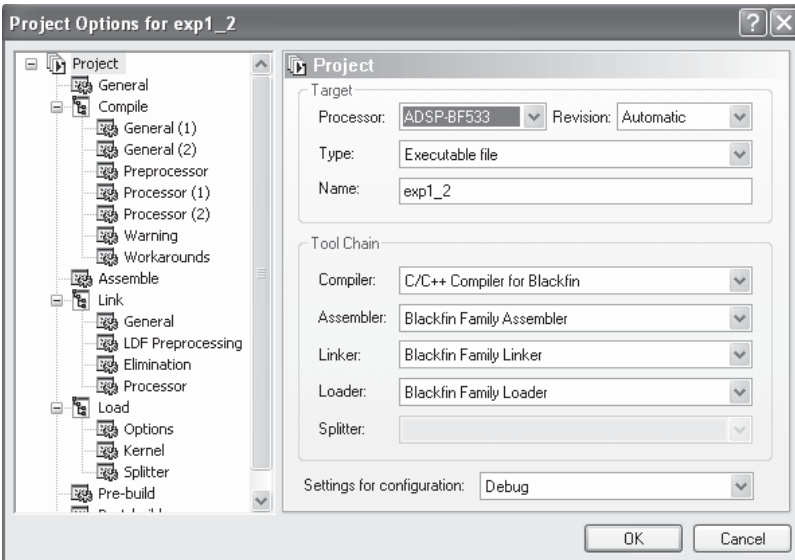 Project Options for exp1_2
Project
General
Compile
General (1)
General (2)
Preprocessor
Processor (1)
Processor (2)
Warning
Workarounds
Assemble
Link
General
LDF Preprocessing
Elimination
Processor
Load
Options
Kernel
Splitter
Pre-build
Project
Target
Processor: ADSP-BF533 Revision: Automatic
Type: Executable file
Name: exp1_2
Tool Chain
Compiler: C/C++ Compiler for Blackfin
Assembler: Blackfin Family Assembler
Linker: Blackfin Family Linker
Loader: Blackfin Family Loader
Splitter:
Settings for configuration: Debug
OK Cancel